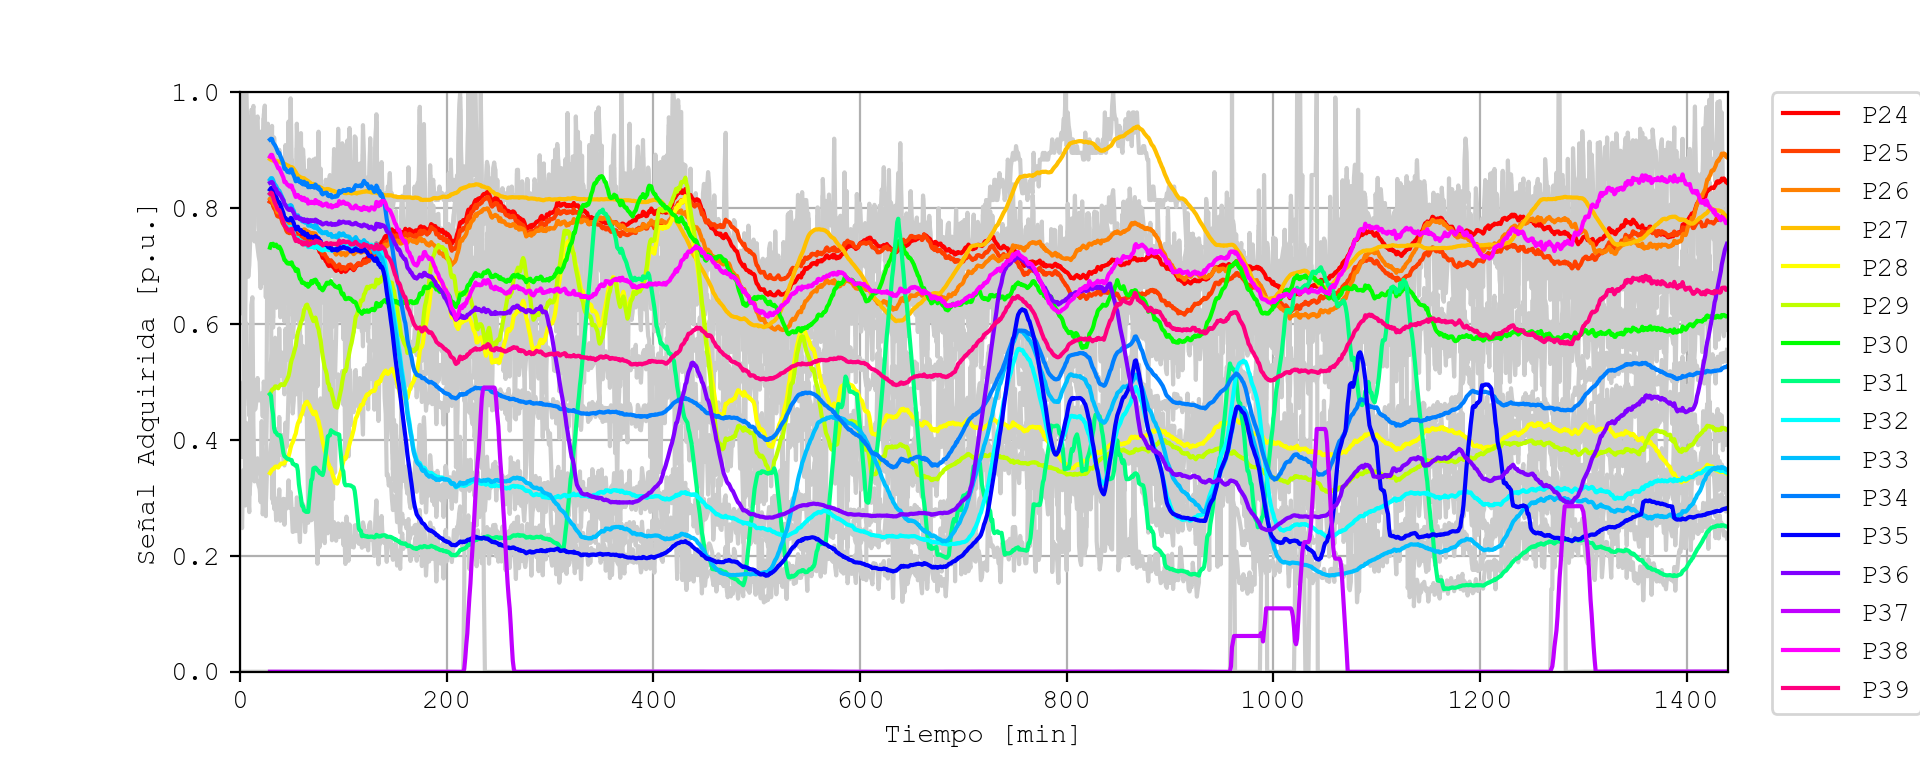 1.0
0.8
0.6
0.4
0.2
0.0
Señal Adquirida [p.u.]
0 200 400 600 800 1000 1200 1400
Tiempo [min]
P24
P25
P26
P27
P28
P29
P30
P31
P32
P33
P34
P35
P36
P37
P38
P39